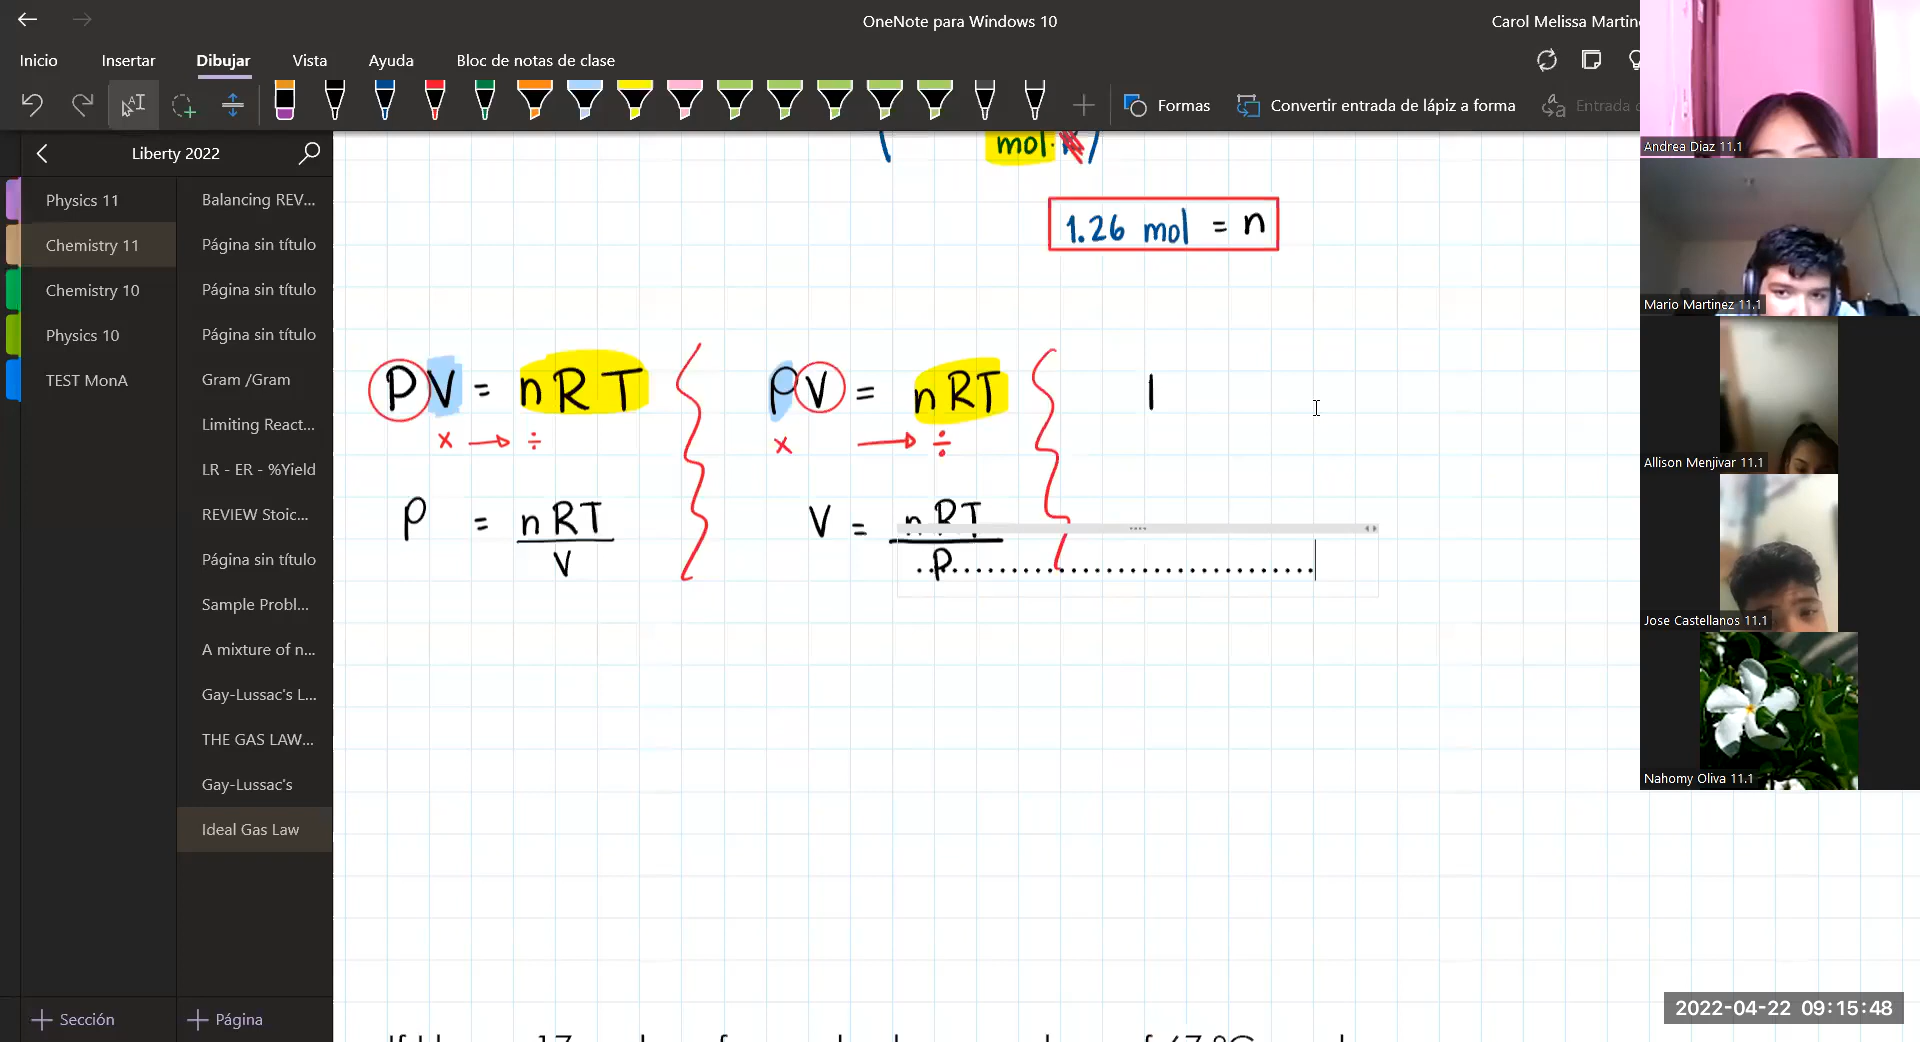 OneNote para Windows 10
Carol Melissa
Inicio
Insertar
Dibujar
Vista
Ayuda
Bloc de notas de clase
Formas
Convertir entrada de lápiz a forma
Entrada
Liberty 2022
Physics 11
Chemistry 11
Chemistry 10
Physics 10
TEST MonA
Balancing REV...
Página sin título
Página sin título
Página sin título
Gram /Gram
Limiting React...
LR - ER - %Yield
REVIEW Stoic...
Página sin título
Sample Probl...
A mixture of n...
Gay-Lussac's L...
THE GAS LAW...
Gay-Lussac's
Ideal Gas Law
Sección
Página
mol·
1.26 mol = n
PV = nRT
x → ÷
P = nRT
V
PV = nRT
x → ÷
V = nRT
P
Andrea Diaz 11.1
Mario Martinez 11.1
Allison Menjivar 11.1
Jose Castellanos 11.1
Nahomy Oliva 11.1
2022-04-22 09:15:48